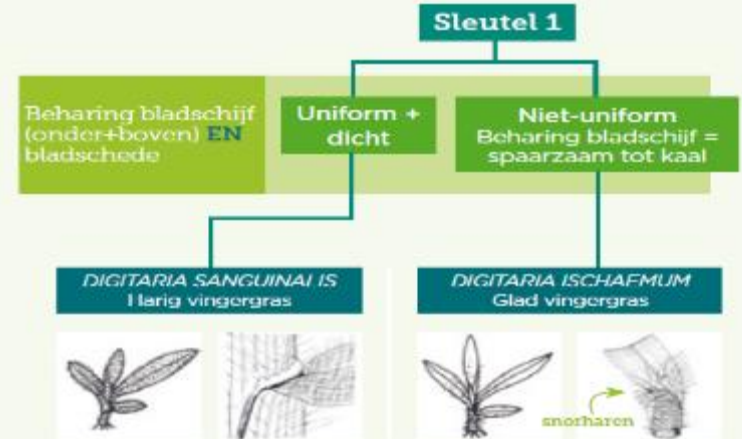 Sleutel 1
Beharing bladschijf
(onder+boven) EN
bladschede
Uniform +
dicht
Niet-uniform
Beharing bladschijf =
spaarzaam tot kaal
DIGITARIA SANGUINALIS
Harig vingergras
DIGITARIA ISCHAEMUM
Glad vingergras
snorharen